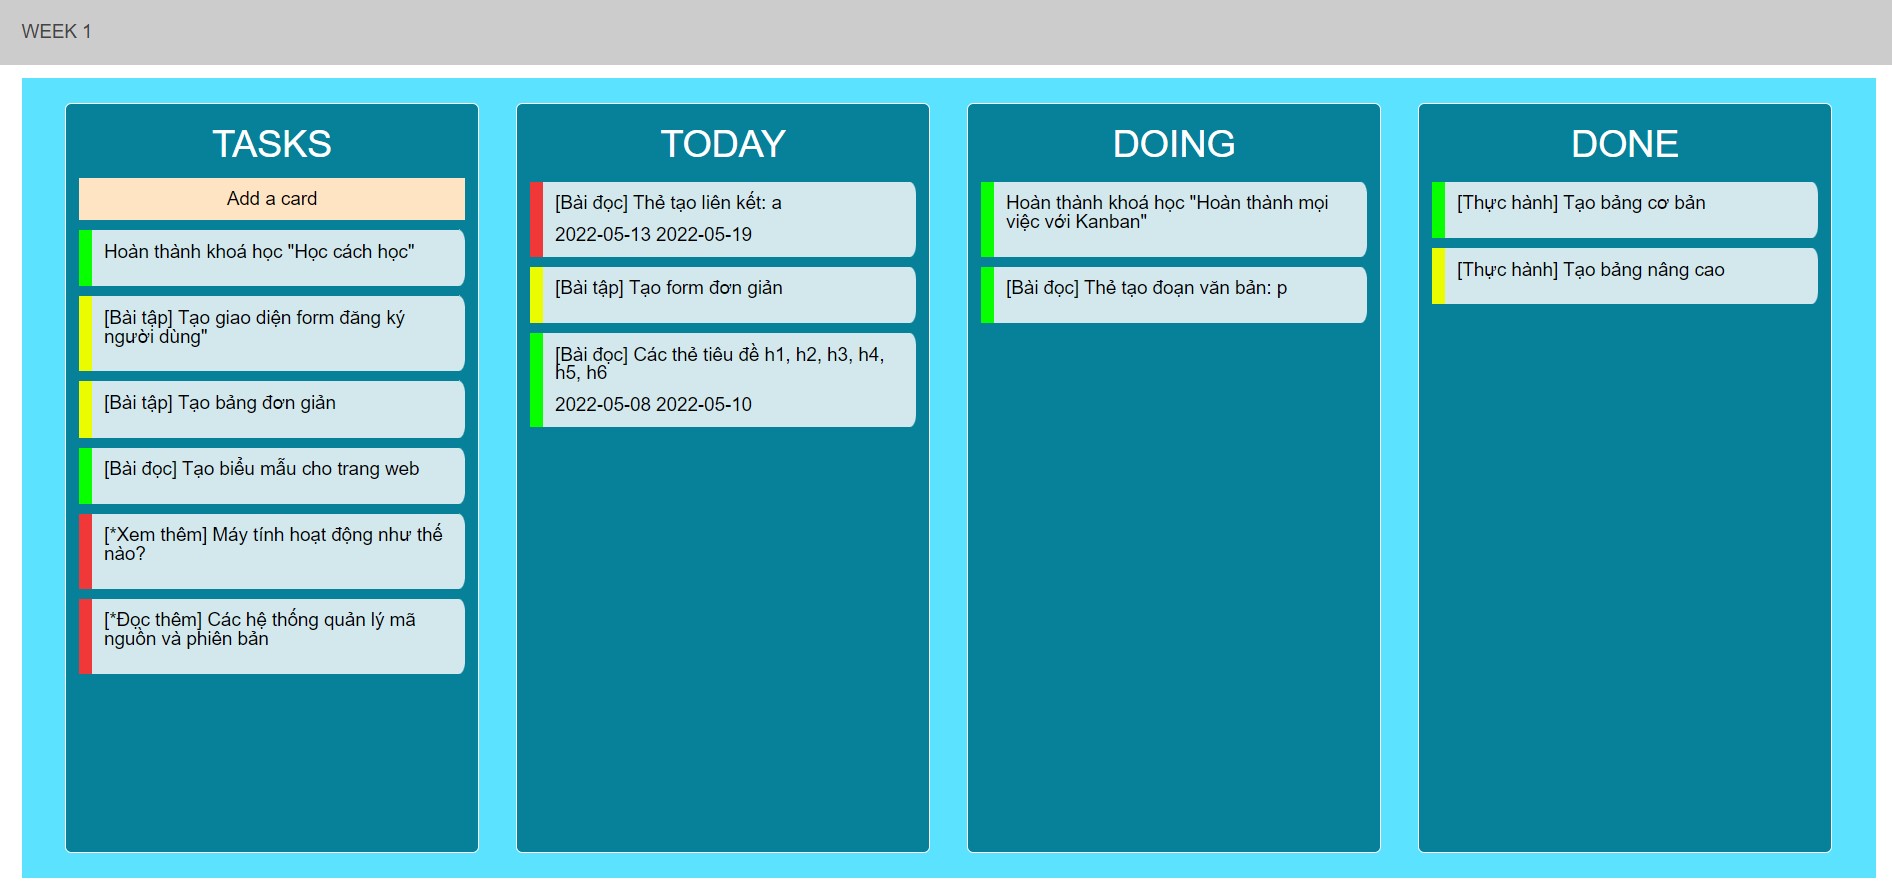 WEEK 1
TASKS
Add a card
Hoàn thành khoá học "Học cách học"
[Bài tập] Tạo giao diện form đăng ký
người dùng"
[Bài tập] Tạo bảng đơn giản
[Bài đọc] Tạo biểu mẫu cho trang web
[*Xem thêm] Máy tính hoạt động như thế
nào?
[*Đọc thêm] Các hệ thống quản lý mã
nguồn và phiên bản
TODAY
[Bài đọc] Thẻ tạo liên kết: a
2022-05-13 2022-05-19
[Bài tập] Tạo form đơn giản
[Bài đọc] Các thẻ tiêu đề h1, h2, h3, h4,
h5, h6
2022-05-08 2022-05-10
DOING
Hoàn thành khoá học "Hoàn thành mọi
việc với Kanban"
[Bài đọc] Thẻ tạo đoạn văn bản: p
DONE
[Thực hành] Tạo bảng cơ bản
[Thực hành] Tạo bảng nâng cao